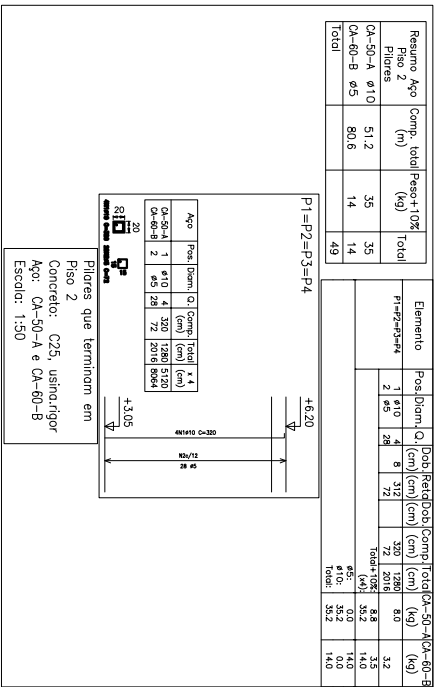 Resumo Aço Comp. total Peso+10% Total
Piso 2 (m) (kg)
Pilares
CA-50-A ø10 51.2 35 35
CA-60-B ø5 80.6 14 14
Total 49
Elemento Pos. Diam. Q. Dob. Reta Dob. Comp. Total CA-50-A CA-60-B
(cm) (cm) (cm) (cm) (cm) (kg) (kg)
P1=P2=P3=P4 1 ø10 4 8 312 320 1280 8.0
2 ø5 28 72 72 2016 3.2
Total+10%: 8.8 3.5
(x4): 35.2 14.0
ø5: 0.0 14.0
ø10: 35.2 0.0
Total: 35.2 14.0
P1=P2=P3=P4
Aço Pos. Diam. Q. Comp. Total x 4
(cm) (cm) (cm)
CA-50-A 1 ø10 4 320 1280 5120
CA-60-B 2 ø5 28 72 2016 8064
20
20
4N1ø10 C=320
+6.20
+3.05
4N1ø10 C=320
N2c/12
28 ø5
Pilares que terminam em
Piso 2
Concreto: C25, usina.rigor
Aço: CA-50-A e CA-60-B
Escala: 1:50